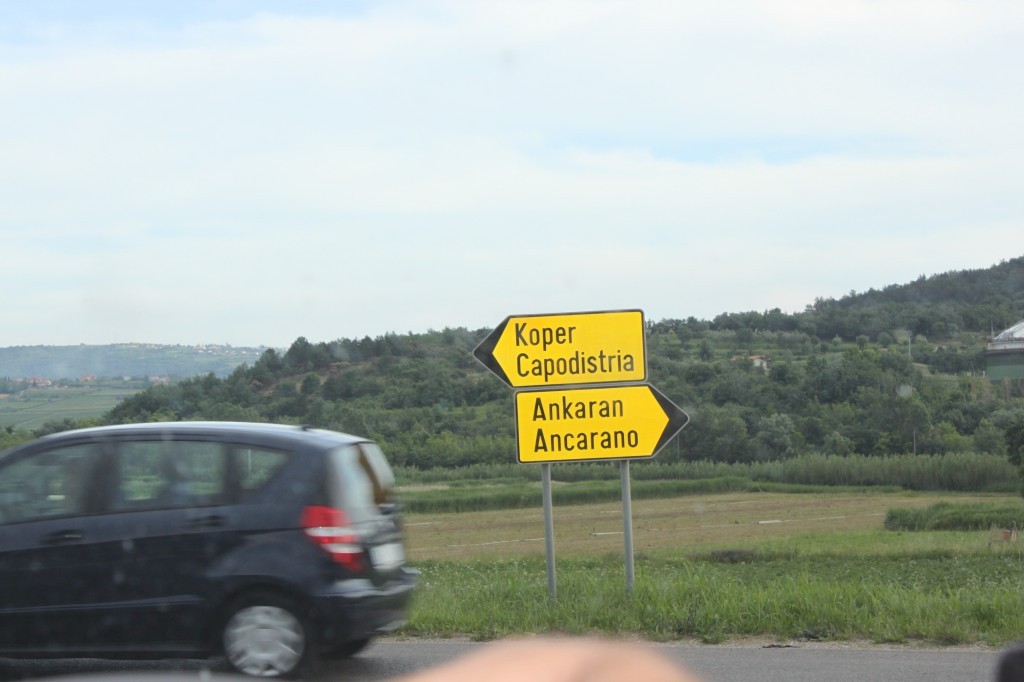 Koper
Capodistria
Ankaran
Ancarano